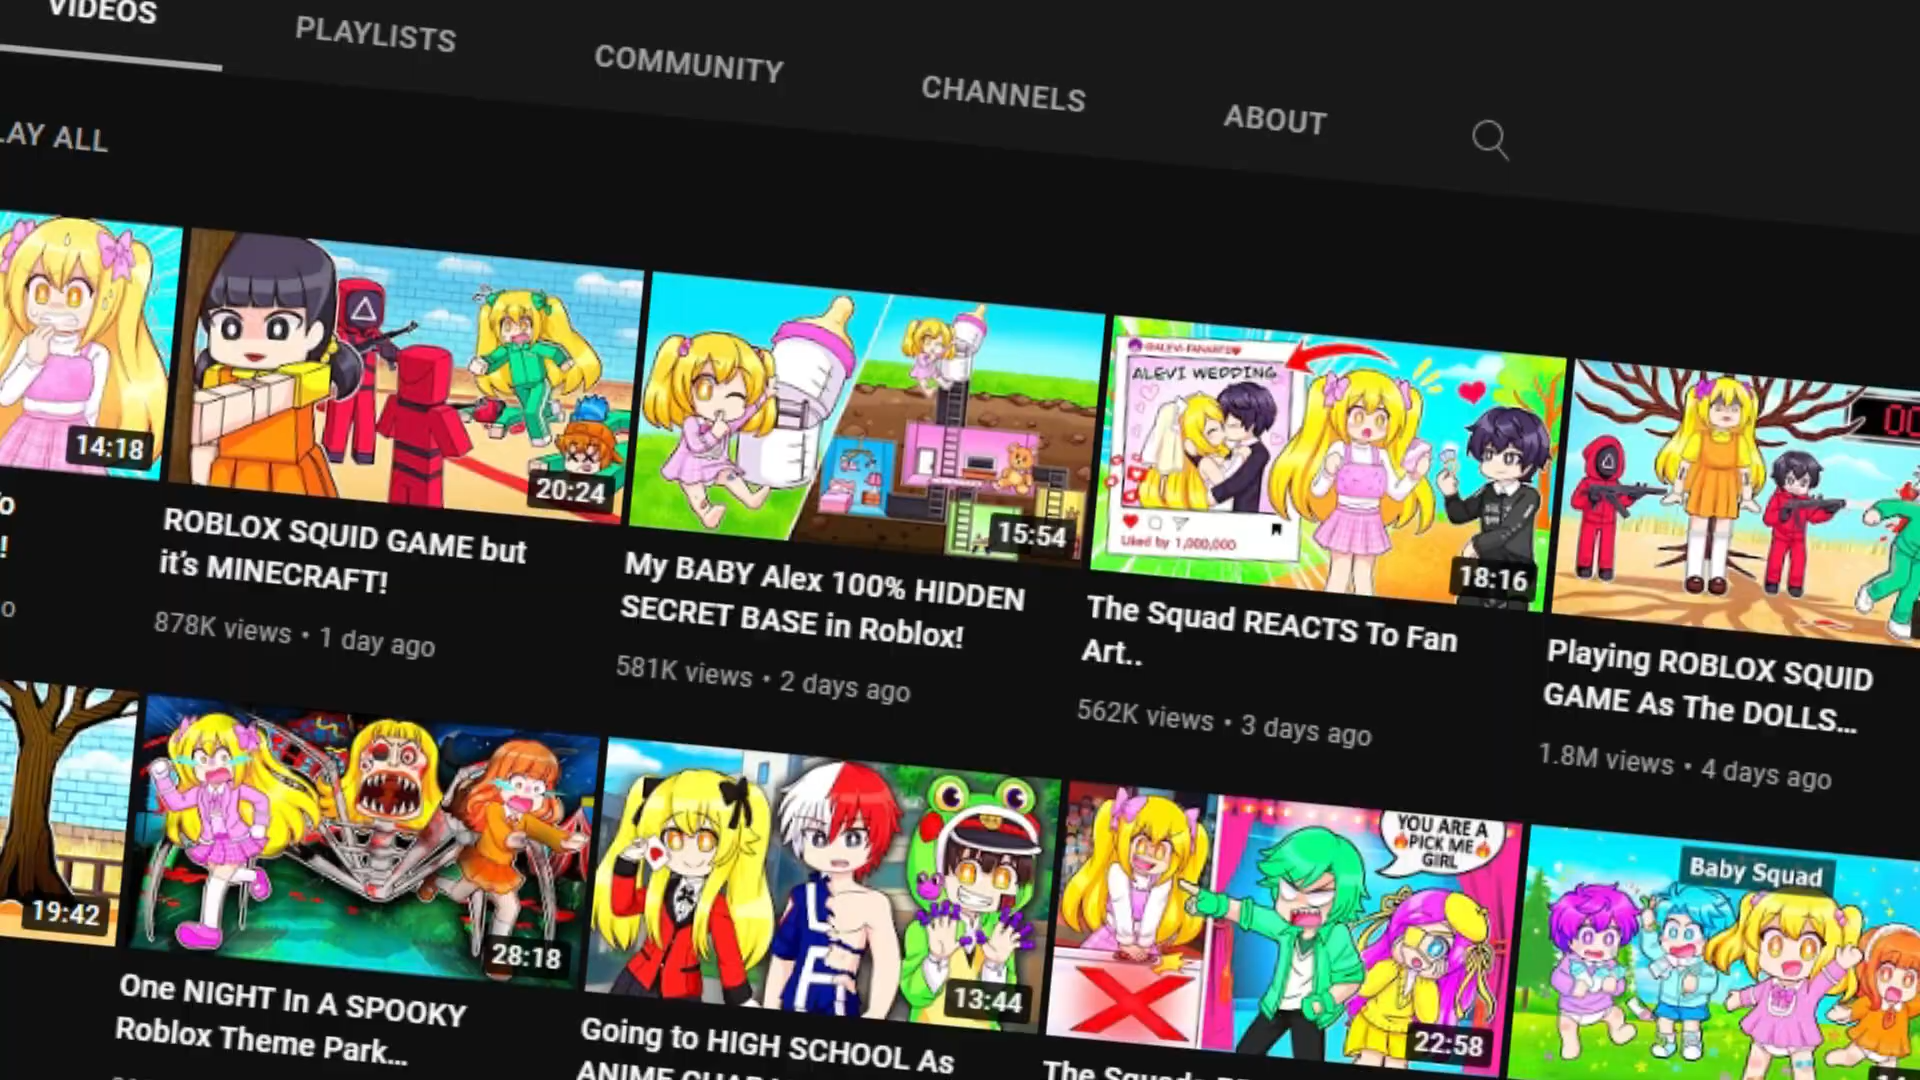 VIDEOS
PLAYLISTS
COMMUNITY
CHANNELS
ABOUT
LAY ALL
14:18
20:24
15:54
ALEVI WEDDING
Liked by 1,000,000
18:16
ROBLOX SQUID GAME but
it's MINECRAFT!
878K views • 1 day ago
My BABY Alex 100% HIDDEN
SECRET BASE in Roblox!
581K views • 2 days ago
The Squad REACTS To Fan
Art..
562K views • 3 days ago
Playing ROBLOX SQUID
GAME As The DOLLS...
1.8M views • 4 days ago
19:42
28:18
13:44
YOU ARE A
PICK ME
GIRL
22:58
Baby Squad
One NIGHT In A SPOOKY
Roblox Theme Park...
Going to HIGH SCHOOL As
ANIME
The Squads